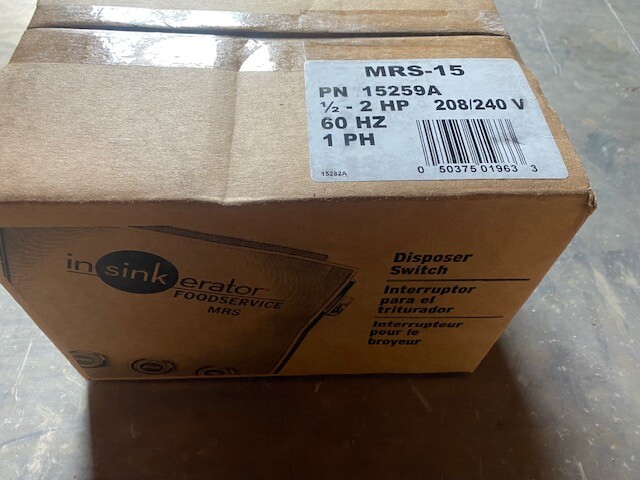 MRS-15
PN 15259A
½ - 2 HP 208/240 V
60 HZ
1 PH
15282A
0 50375 01963 3
insinkerator
FOODSERVICE
MRS
Disposer
Switch
Interruptor
para el
triturador
Interrupteur
pour le
broyeur